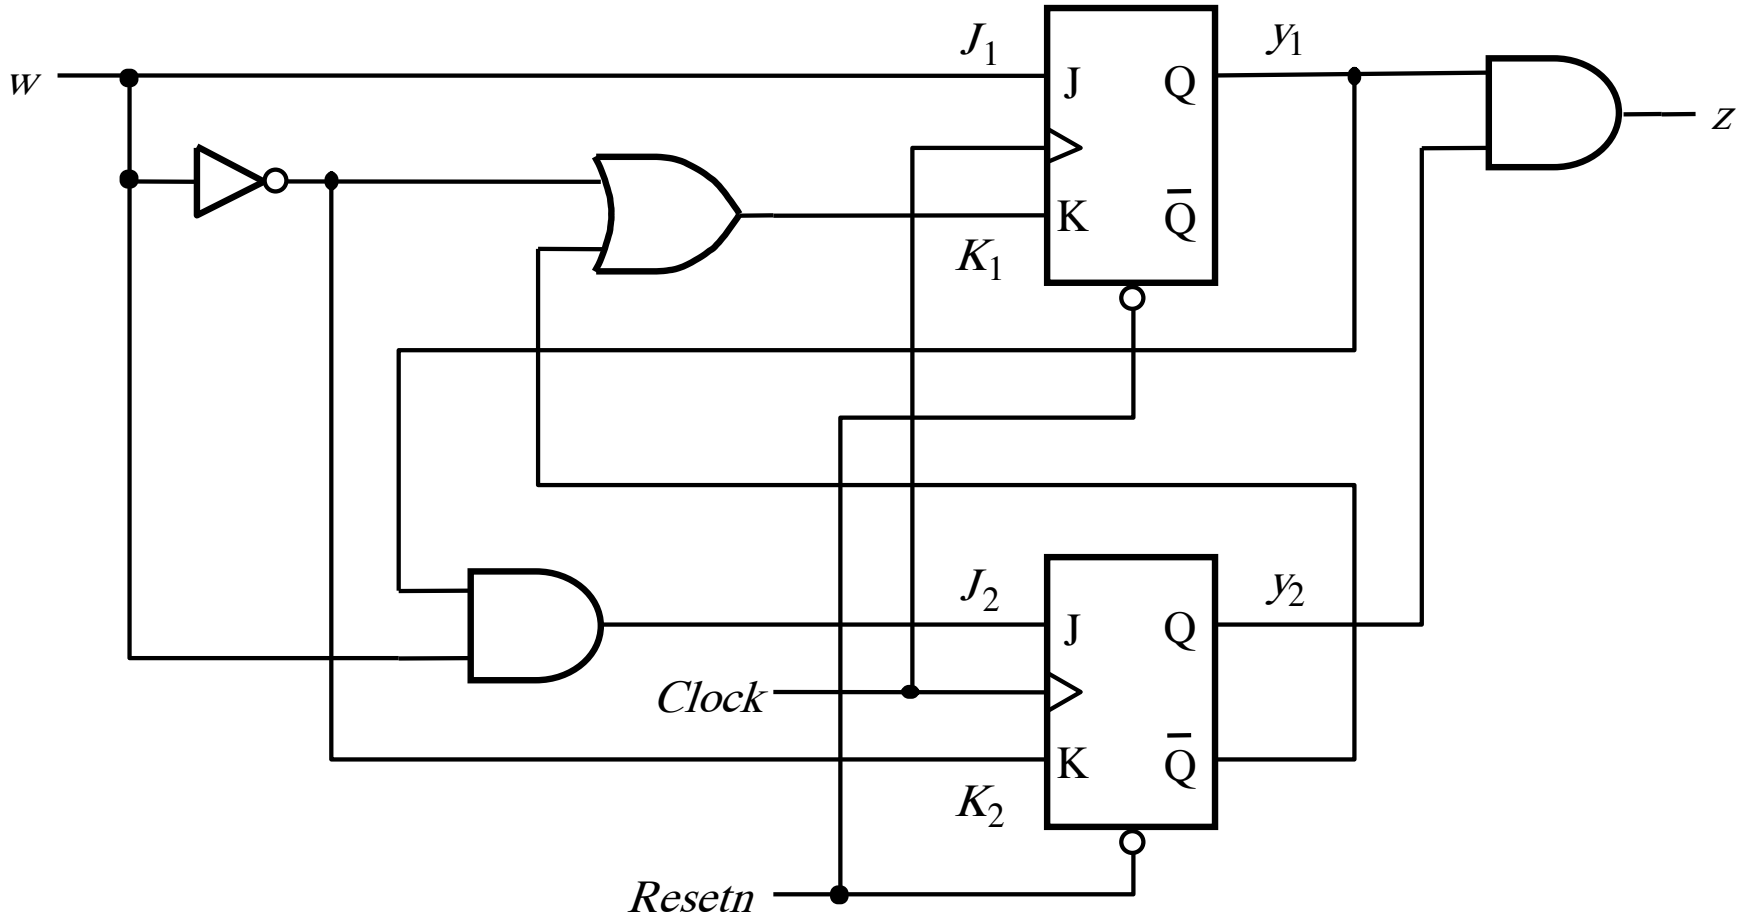 J₁ y₁
w J Q z
K Q̄
K₁
J₂ y₂
J Q
Clock
K Q̄
K₂
Resetn